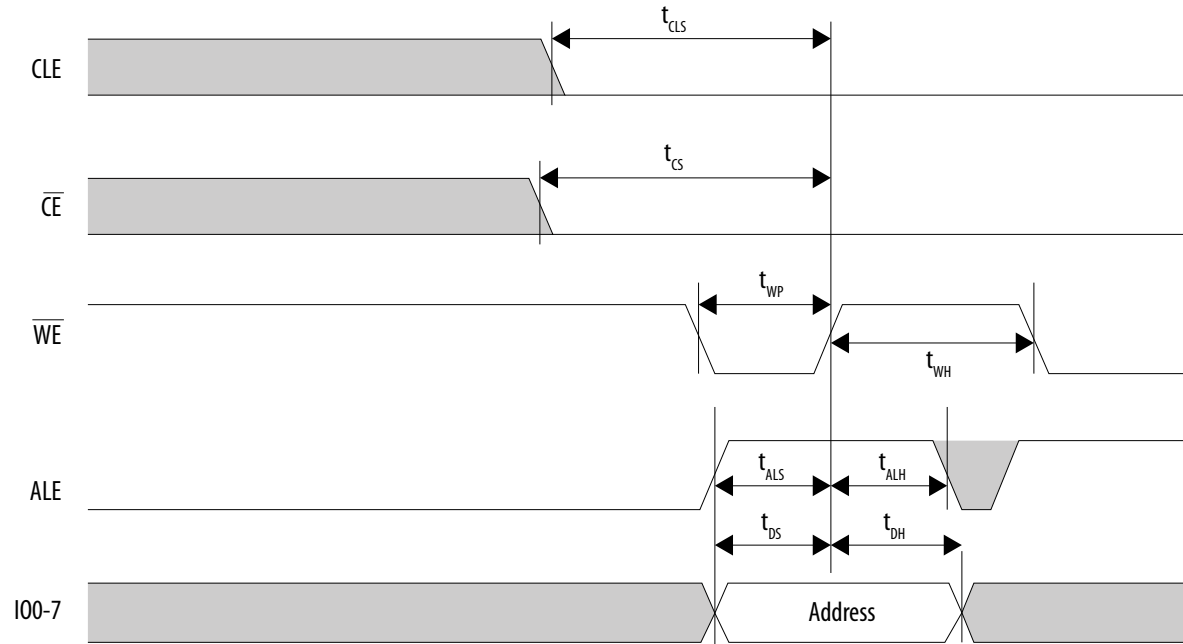 tCLS
CLE
tCS
CE
tWP
WE
tWH
tALS tALH
ALE
tDS tDH
IO0-7 Address